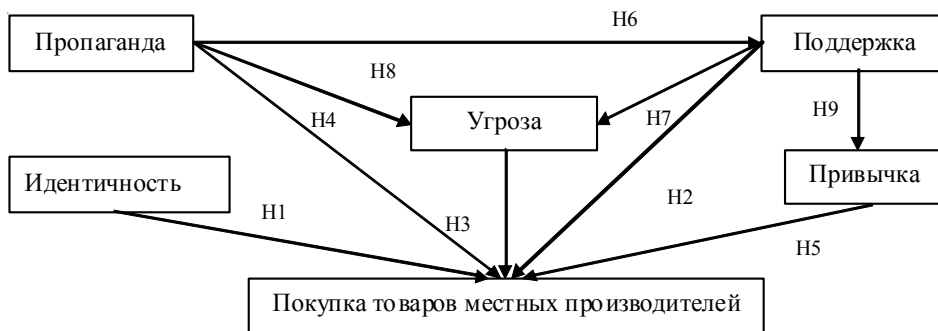 H6
Пропаганда
Поддержка
H8
H4
Угроза
H7
H9
Идентичность
Привычка
H1
H3
H2
H5
Покупка товаров местных производителей